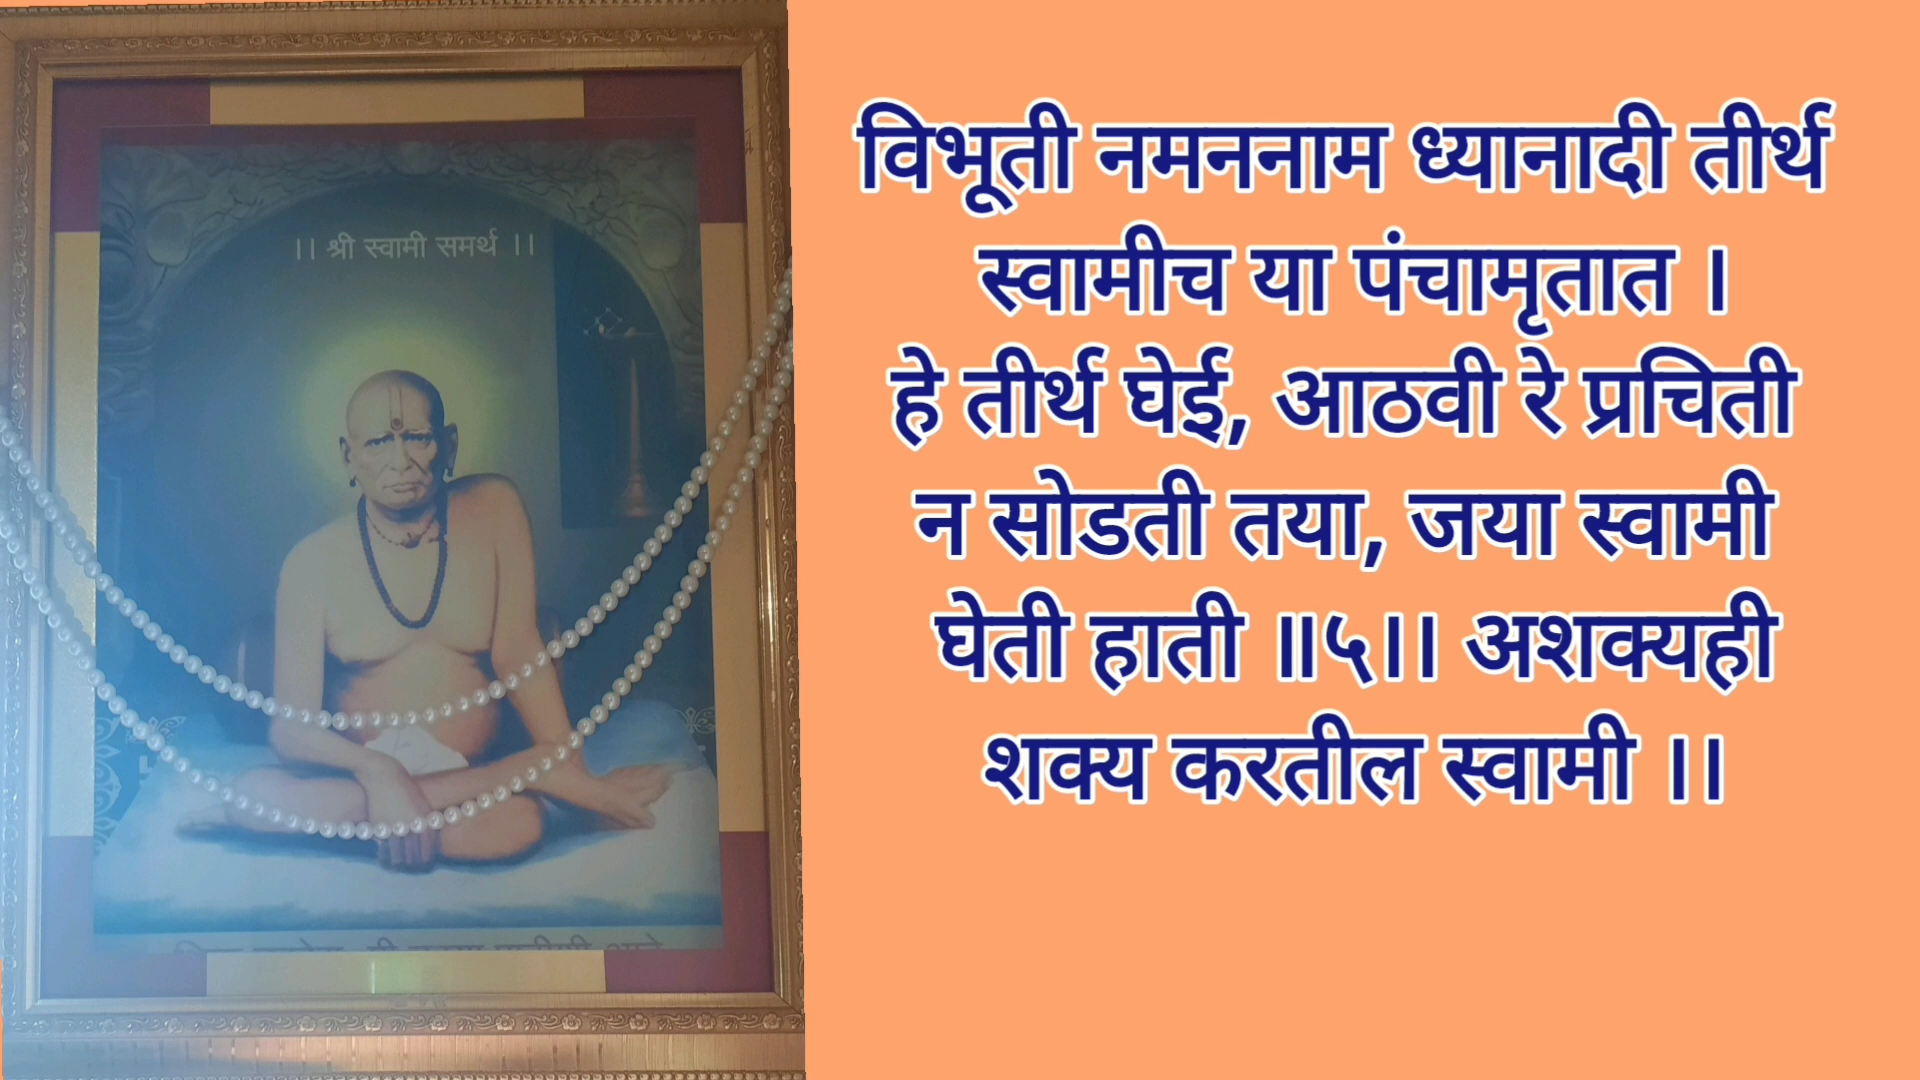 ।। श्री स्वामी समर्थ ।।
विभूती नमननाम ध्यानादी तीर्थ
स्वामीच या पंचामृतात ।
हे तीर्थ घेई, आठवी रे प्रचिती
न सोडती तया, जया स्वामी
घेती हाती ॥५।। अशक्यही
शक्य करतील स्वामी ।।